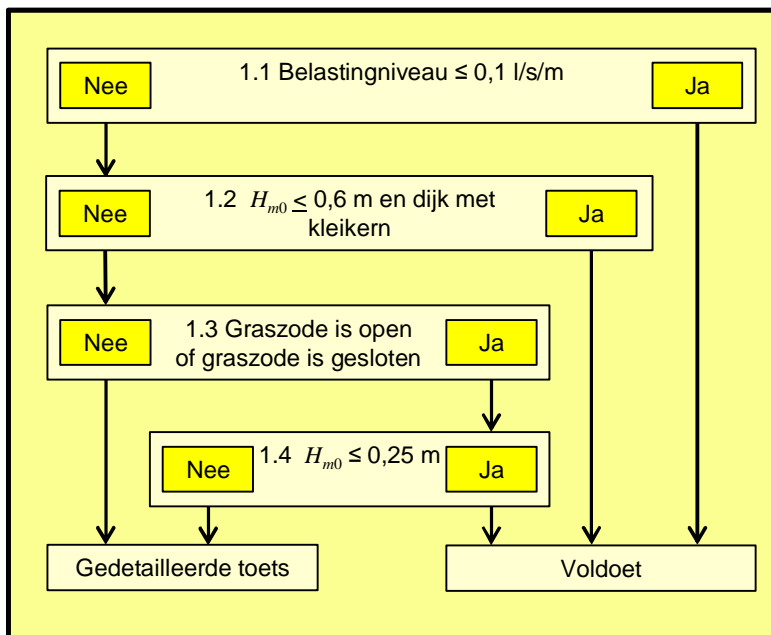 1.1 Belastingniveau ≤ 0,1 l/s/m
Nee
Ja
1.2 Hm0 ≤ 0,6 m en dijk met
kleikern
Nee
Ja
1.3 Graszode is open
of graszode is gesloten
Nee
Ja
1.4 Hm0 ≤ 0,25 m
Nee
Ja
Gedetailleerde toets
Voldoet